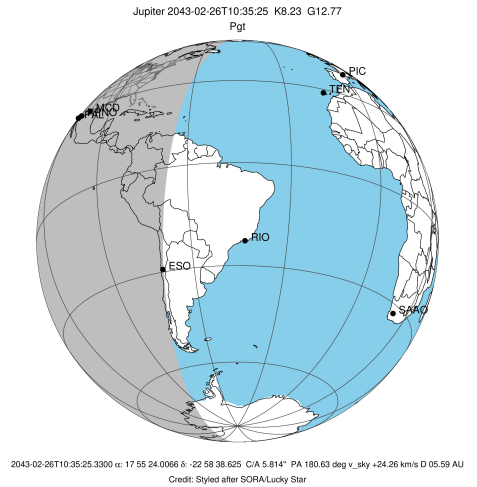 Jupiter 2043-02-26T10:35:25 K8.23 G12.77
Pgt
PIC
TEN
MCD
PAL
RIO
ESO
SAAO
2043-02-26T10:35:25.3300 α: 17 55 24.0066 δ: -22 58 38.625 C/A 5.814" PA 180.63 deg v_sky +24.26 km/s D 05.59 AU
Credit: Styled after SORA/Lucky Star